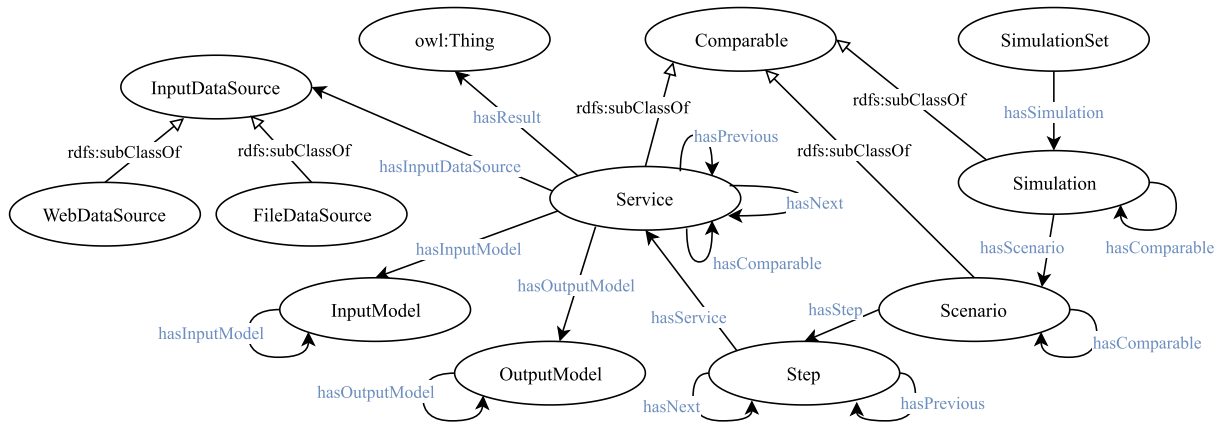 owl:Thing
Comparable
SimulationSet
InputDataSource
rdfs:subClassOf
rdfs:subClassOf
hasResult
rdfs:subClassOf
hasSimulation
hasPrevious
rdfs:subClassOf
rdfs:subClassOf
hasInputDataSource
Simulation
Service
hasNext
WebDataSource
FileDataSource
hasInputModel
hasScenario
hasComparable
hasComparable
hasOutputModel
InputModel
hasService
hasStep
Scenario
hasInputModel
hasComparable
OutputModel
Step
hasOutputModel
hasNext
hasPrevious